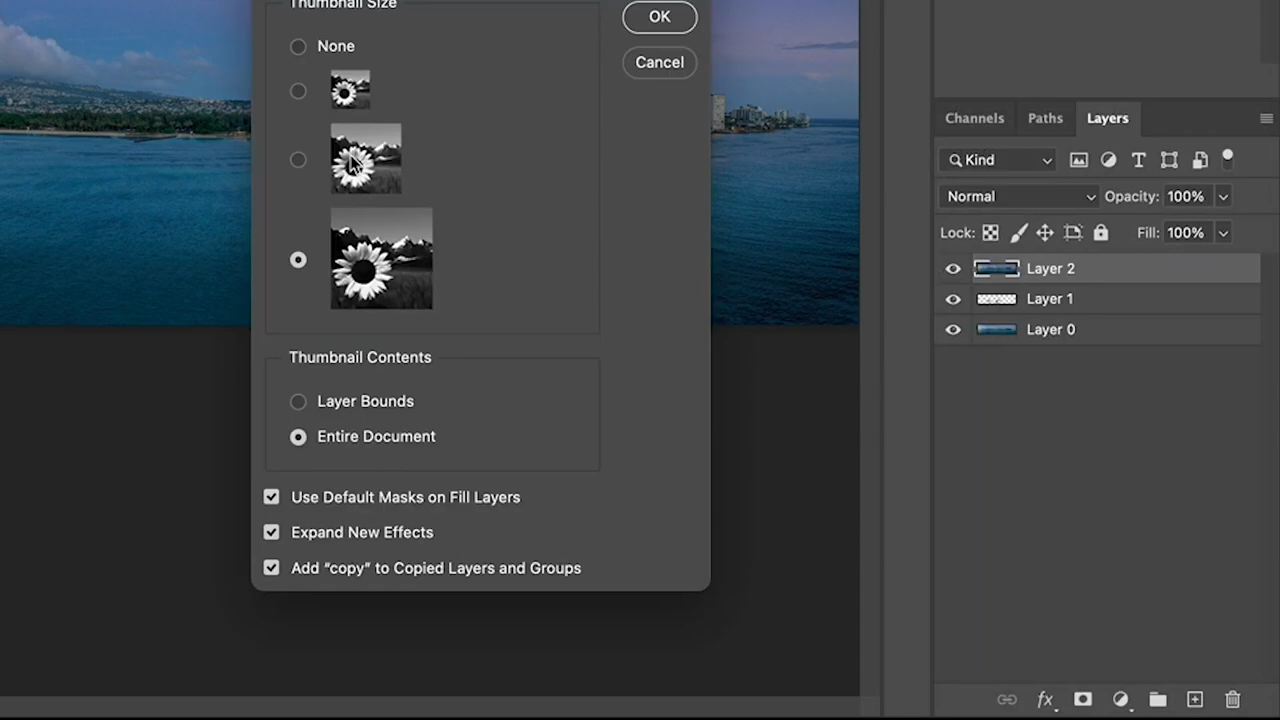 Thumbnail Size
OK
None
Cancel
Channels
Paths
Layers
Kind
Normal
Opacity: 100%
Lock:
Fill: 100%
Layer 2
Layer 1
Layer 0
Thumbnail Contents
Layer Bounds
Entire Document
Use Default Masks on Fill Layers
Expand New Effects
Add “copy” to Copied Layers and Groups
fx